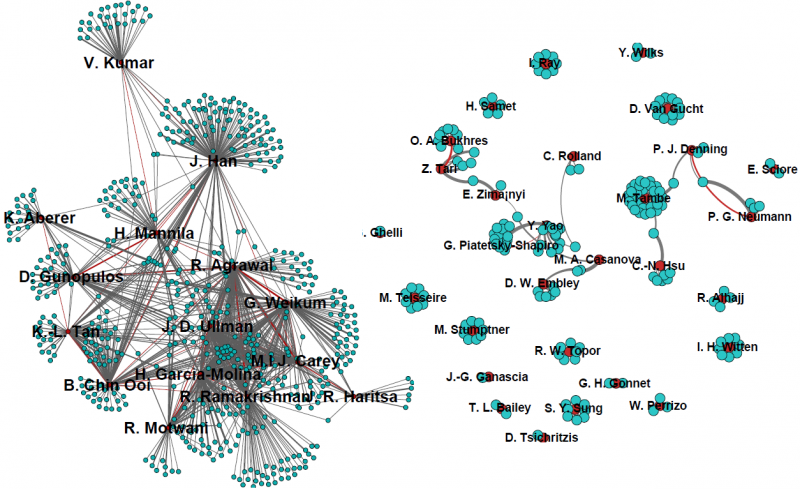 V. Kumar
J. Han
K. Aberer
H. Mannila
R. Agrawal
D. Gunopulos
G. Weikum
K.-L. Tan
J. D. Ullman
M.J. Carey
H. Garcia-Molina
B. Chin Ooi
R. Ramakrishnan
J. R. Haritsa
R. Motwani
I. Ray
Y. Wilks
H. Samet
D. Van Gucht
O. A. Bukhres
P. J. Denning
C. Rolland
Z. Tari
E. Sciore
E. Zima¡nyi
M. Tambe
P. G. Neumann
Y. Yao
. Ghelli
G. Piatetsky-Shapiro
M. A. Casanova
C.-N. Hsu
D. W. Embley
M. Teisseire
R. Alhajj
M. Stumptner
R. W. Topor
I. H. Witten
J.-G. Ganascia
G. H. Gonnet
T. L. Bailey
S. Y. Sung
W. Perrizo
D. Tsichritzis